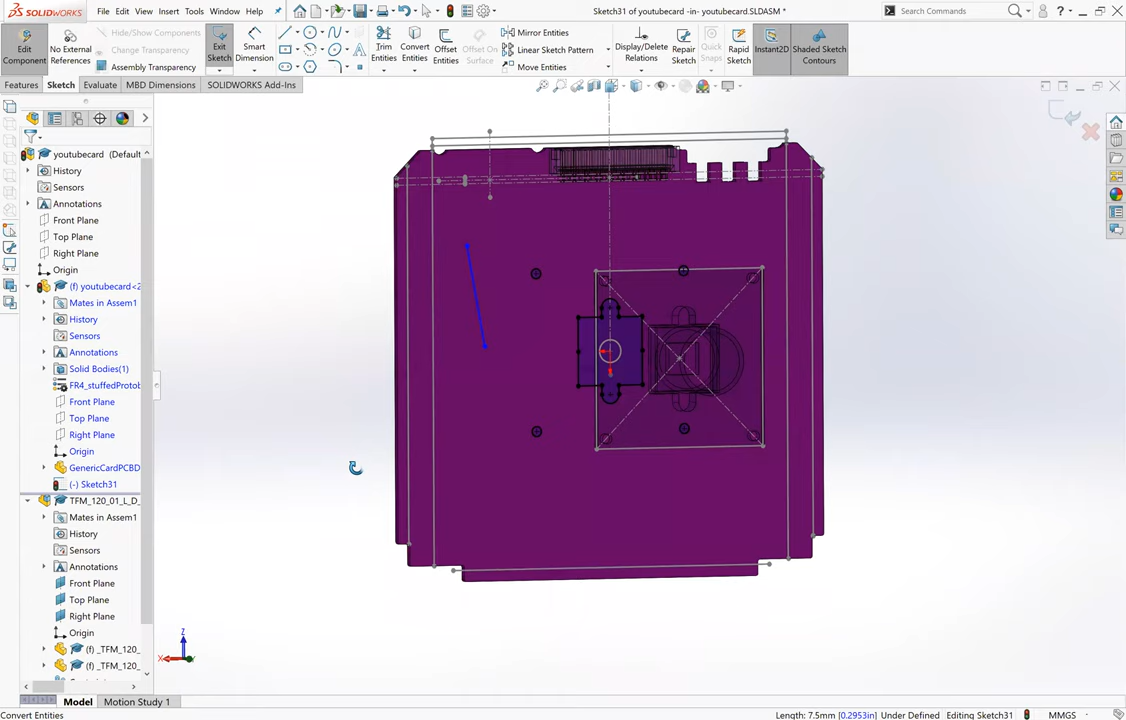 SOLIDWORKS
File Edit View Insert Tools Window Help
Sketch31 of youtubecard -in- youtubecard.SLDASM *
Search Commands
Edit Component
No External References
Hide/Show Components
Change Transparency
Assembly Transparency
Exit Sketch
Smart Dimension
Trim Entities
Convert Entities
Offset Entities
Offset On Surface
Mirror Entities
Linear Sketch Pattern
Move Entities
Display/Delete Relations
Repair Sketch
Quick Snaps
Rapid Sketch
Instant2D
Shaded Sketch Contours
Features Sketch Evaluate MBD Dimensions SOLIDWORKS Add-Ins
youtubecard (Default
History
Sensors
Annotations
Front Plane
Top Plane
Right Plane
Origin
(f) youtubecard<2
Mates in Assem1
History
Sensors
Annotations
Solid Bodies(1)
FR4_stuffedProtob
Front Plane
Top Plane
Right Plane
Origin
GenericCardPCBD
(-) Sketch31
TFM_120_01_L_D_
Mates in Assem1
History
Sensors
Annotations
Front Plane
Top Plane
Right Plane
Origin
(f) _TFM_120_
(f) _TFM_120_
Z
X
Model Motion Study 1
Convert Entities
Length: 7.5mm [0.2953in] Under Defined Editing Sketch31 MMGS